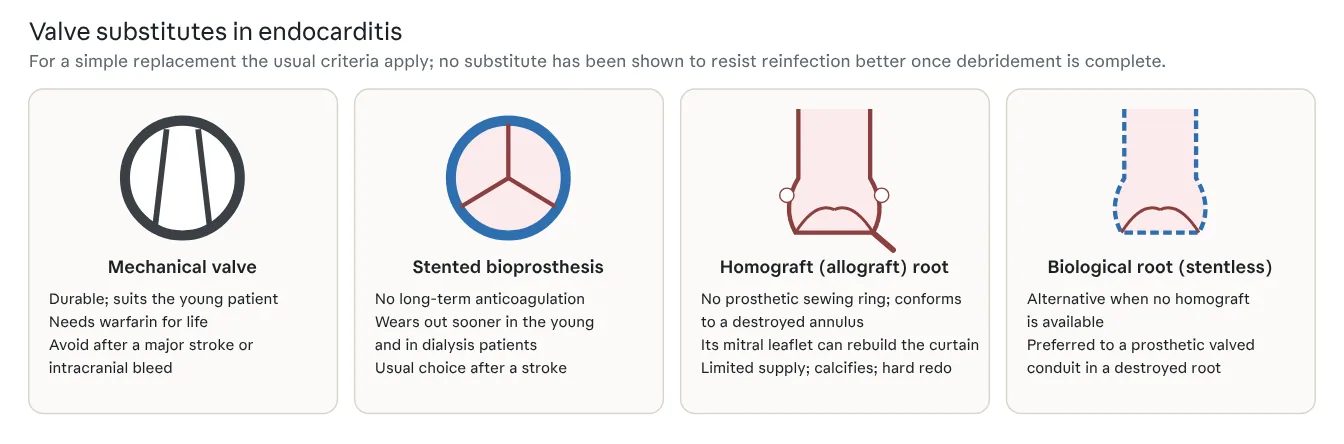 Valve substitutes in endocarditis
For a simple replacement the usual criteria apply; no substitute has been shown to resist reinfection better once debridement is complete.
Mechanical valve
Durable; suits the young patient
Needs warfarin for life
Avoid after a major stroke or
intracranial bleed
Stented bioprosthesis
No long-term anticoagulation
Wears out sooner in the young
and in dialysis patients
Usual choice after a stroke
Homograft (allograft) root
No prosthetic sewing ring; conforms
to a destroyed annulus
Its mitral leaflet can rebuild the curtain
Limited supply; calcifies; hard redo
Biological root (stentless)
Alternative when no homograft
is available
Preferred to a prosthetic valved
conduit in a destroyed root